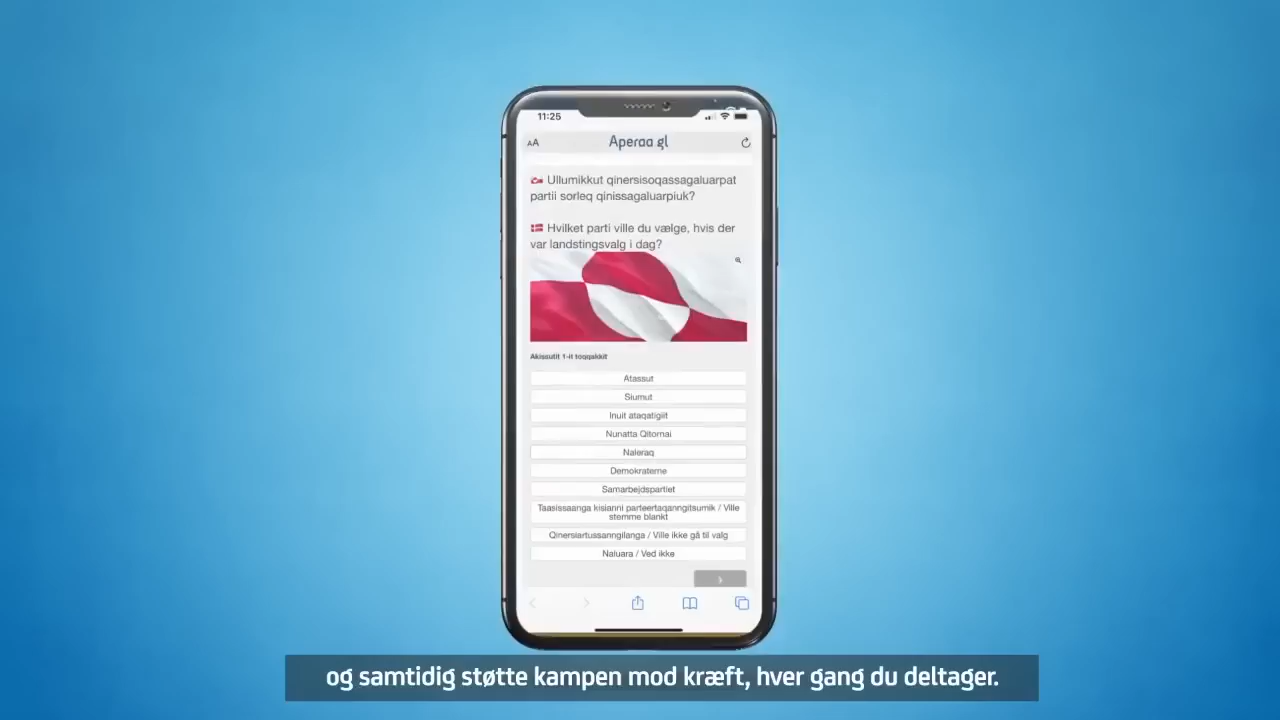 11:25
AA
Aperaa.gl
Ullumikkut qinersisoqassagaluarpat
partii sorleq qinissagaluarpiuk?
Hvilket parti ville du vælge, hvis der
var landstingsvalg i dag?
Akissutit 1-it toqqakkit
Atassut
Siumut
Inuit ataqatigiit
Nunatta Qitornai
Naleraq
Demokraterne
Samarbejdspartiet
Taasissaanga kisianni parteertaqanngitsumik / Ville
stemme blankt
Qinersiartussanngilanga / Ville ikke gå til valg
Naluara / Ved ikke
og samtidig støtte kampen mod kræft, hver gang du deltager.